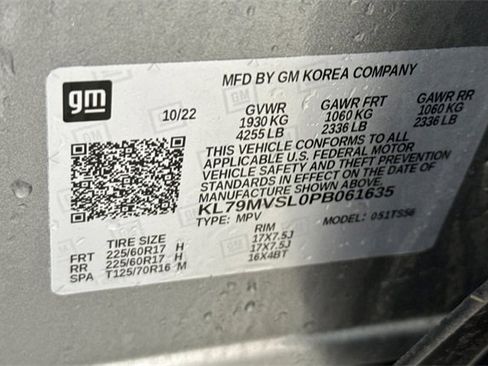 gm
MFD BY GM KOREA COMPANY
10/22 GVWR GAWR FRT GAWR RR
1930 KG 1060 KG 1060 KG
4255 LB 2336 LB 2336 LB
THIS VEHICLE CONFORMS TO ALL
APPLICABLE U.S. FEDERAL MOTOR
VEHICLE SAFETY AND THEFT PREVENTION
STANDARDS IN EFFECT ON THE DATE OF
MANUFACTURE SHOWN ABOVE.
KL79MVSL0PB061635
TYPE: MPV MODEL: 051TS56
TIRE SIZE RIM
FRT 225/60R17 H 17X7.5J
RR 225/60R17 H 17X7.5J
SPA T125/70R16 M 16X4BT